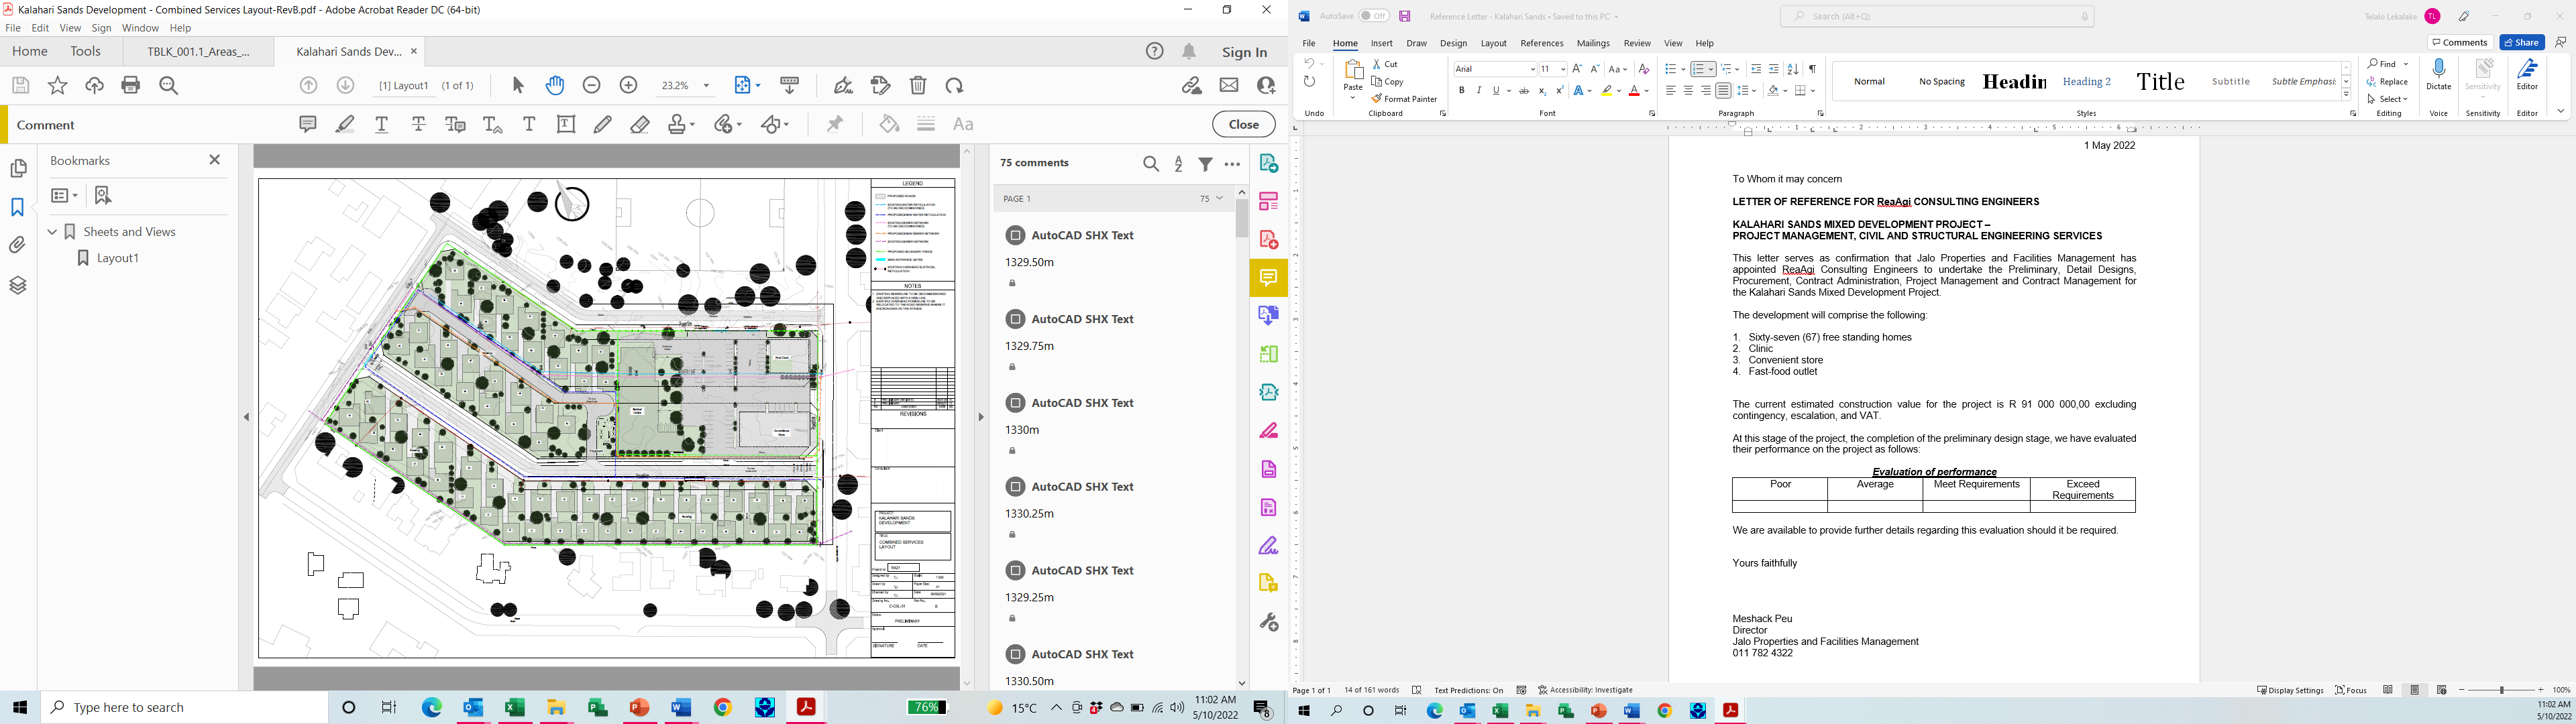 Kalahari Sands Development - Combined Services Layout-RevB.pdf - Adobe Acrobat Reader DC (64-bit)
File Edit View Sign Window Help
Home Tools TBLK_001.1_Areas_... Kalahari Sands Dev... × Sign In
[1] Layout1 (1 of 1) 23.2%
Comment Close
Bookmarks
Sheets and Views
Layout1
LEGEND
NOTES
REVISIONS
KALAHARI SANDS
DEVELOPMENT
COMBINED SERVICES
LAYOUT
PRELIMINARY
SIGNATURE DATE
75 comments
PAGE 1 75
AutoCAD SHX Text
1329.50m
AutoCAD SHX Text
1329.75m
AutoCAD SHX Text
1330m
AutoCAD SHX Text
1330.25m
AutoCAD SHX Text
1329.25m
AutoCAD SHX Text
1330.50m
Type here to search
76% 15°C 11:02 AM
5/10/2022
AutoSave Off Reference Letter - Kalahari Sands • Saved to this PC Search (Alt+Q) Telalo Lekalake TL
File Home Insert Draw Design Layout References Mailings Review View Help Comments Share
Paste Cut
Copy
Format Painter
Arial 11
Normal No Spacing Headin Heading 2 Title Subtitle Subtle Emphasis
Find
Replace
Select
Dictate Sensitivity Editor
Undo Clipboard Font Paragraph Styles Editing Voice Sensitivity Editor
1 May 2022
To Whom it may concern
LETTER OF REFERENCE FOR ReaAgi CONSULTING ENGINEERS
KALAHARI SANDS MIXED DEVELOPMENT PROJECT –
PROJECT MANAGEMENT, CIVIL AND STRUCTURAL ENGINEERING SERVICES
This letter serves as confirmation that Jalo Properties and Facilities Management has
appointed ReaAgi Consulting Engineers to undertake the Preliminary, Detail Designs,
Procurement, Contract Administration, Project Management and Contract Management for
the Kalahari Sands Mixed Development Project.
The development will comprise the following:
1. Sixty-seven (67) free standing homes
2. Clinic
3. Convenient store
4. Fast-food outlet
The current estimated construction value for the project is R 91 000 000,00 excluding
contingency, escalation, and VAT.
At this stage of the project, the completion of the preliminary design stage, we have evaluated
their performance on the project as follows:
Evaluation of performance
Poor Average Meet Requirements Exceed
Requirements
We are available to provide further details regarding this evaluation should it be required.
Yours faithfully
Meshack Peu
Director
Jalo Properties and Facilities Management
011 782 4322
Page 1 of 1 14 of 161 words Text Predictions: On Accessibility: Investigate Display Settings Focus 100%
11:02 AM
5/10/2022